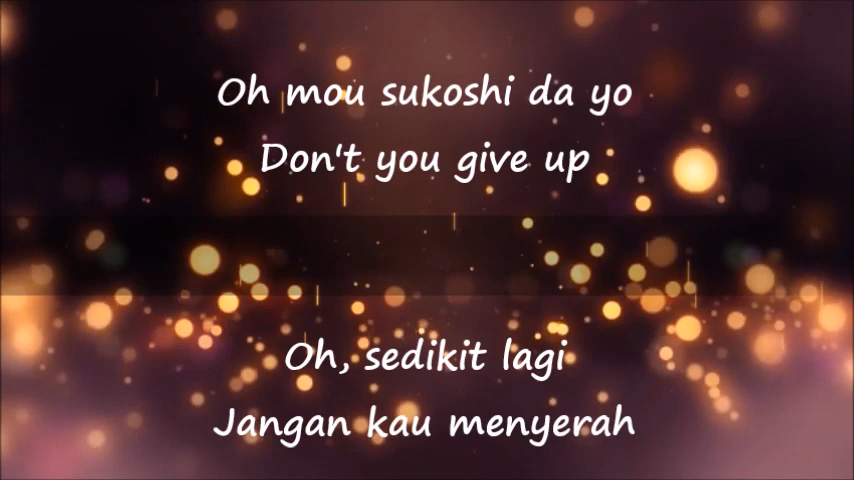 Oh mou sukoshi da yo
Don't you give up
Oh, sedikit lagi
Jangan kau menyerah